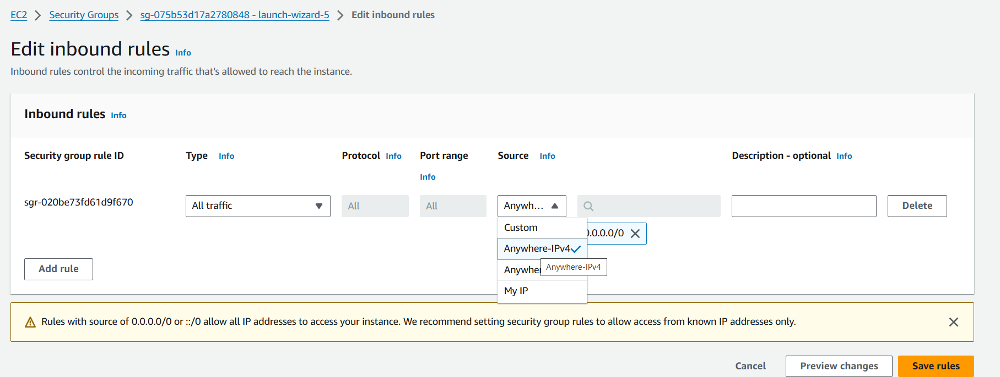 EC2 > Security Groups > sg-075b53d17a2780848 - launch-wizard-5 > Edit inbound rules
Edit inbound rules Info
Inbound rules control the incoming traffic that's allowed to reach the instance.
Inbound rules Info
Security group rule ID Type Info Protocol Info Port range Source Info Description - optional Info
Info
sgr-020be73fd61d9f670 All traffic All All Anywh... Delete
Custom .0.0.0/0
Anywhere-IPv4
Anywhere-IPv4
My IP
Add rule
Rules with source of 0.0.0.0/0 or ::/0 allow all IP addresses to access your instance. We recommend setting security group rules to allow access from known IP addresses only.
Cancel Preview changes Save rules